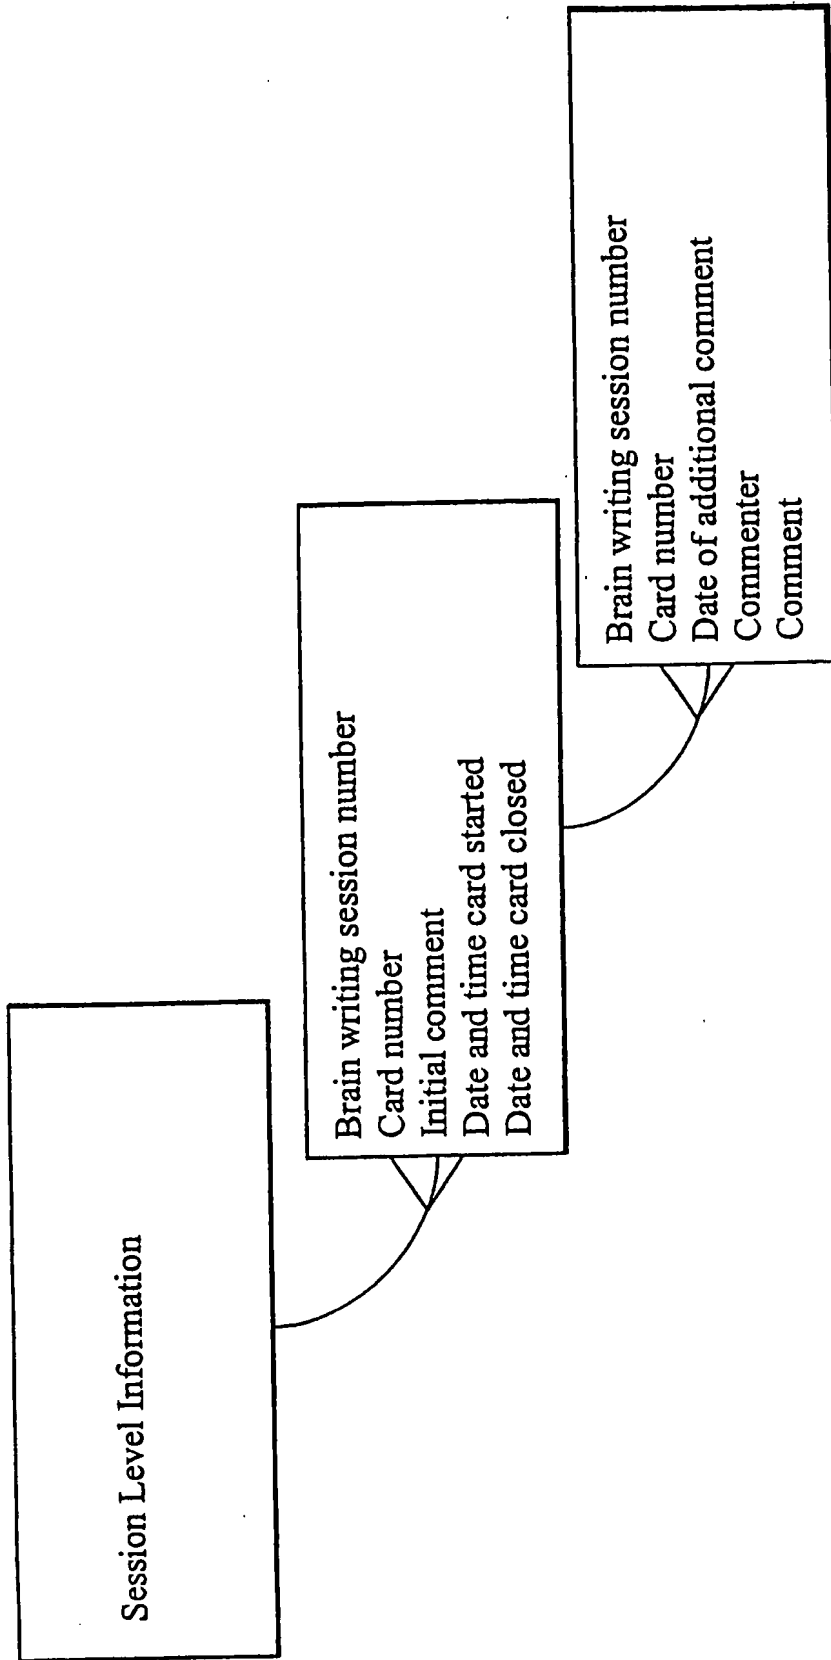 Session Level Information
Brain writing session number
Card number
Initial comment
Date and time card started
Date and time card closed
Brain writing session number
Card number
Date of additional comment
Commenter
Comment